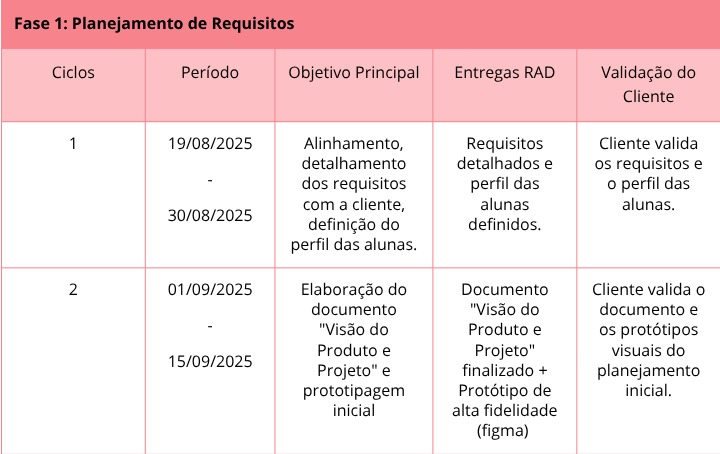 Fase 1: Planejamento de Requisitos
Ciclos
Período
Objetivo Principal
Entregas RAD
Validação do
Cliente
1
19/08/2025
-
30/08/2025
Alinhamento,
detalhamento
dos requisitos
com a cliente,
definição do
perfil das alunas.
Requisitos
detalhados e
perfil das
alunas
definidos.
Cliente valida
os requisitos e
o perfil das
alunas.
2
01/09/2025
-
15/09/2025
Elaboração do
documento
"Visão do
Produto e
Projeto" e
prototipagem
inicial
Documento
"Visão do
Produto e
Projeto"
finalizado +
Protótipo de
alta fidelidade
(figma)
Cliente valida o
documento e
os protótipos
visuais do
planejamento
inicial.